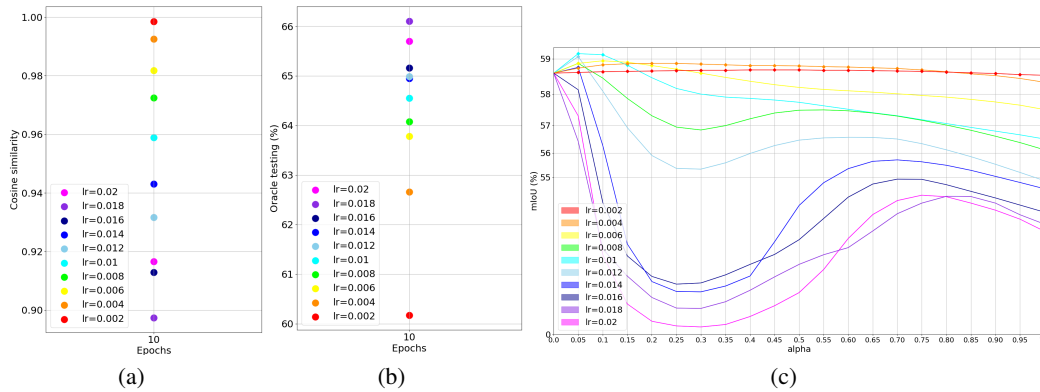 1.00
0.98
0.96
0.94
0.92
0.90
Cosine similarity
lr=0.02
lr=0.018
lr=0.016
lr=0.014
lr=0.012
lr=0.01
lr=0.008
lr=0.006
lr=0.004
lr=0.002
10
Epochs
(a)
66
65
64
63
62
61
60
Oracle testing (%)
lr=0.02
lr=0.018
lr=0.016
lr=0.014
lr=0.012
lr=0.01
lr=0.008
lr=0.006
lr=0.004
lr=0.002
10
Epochs
(b)
59
58
57
56
55
0
mIoU (%)
lr=0.002
lr=0.004
lr=0.006
lr=0.008
lr=0.01
lr=0.012
lr=0.014
lr=0.016
lr=0.018
lr=0.02
0.0 0.05 0.1 0.15 0.2 0.25 0.3 0.35 0.4 0.45 0.5 0.55 0.60 0.65 0.70 0.75 0.80 0.85 0.90 0.95
alpha
(c)